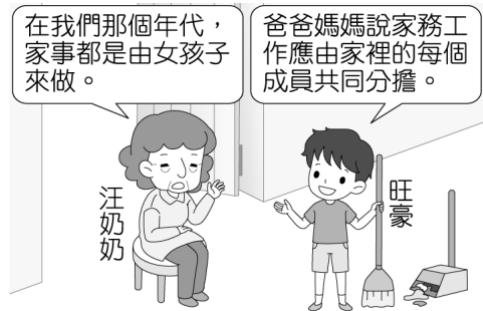 在我們那個年代，
家事都是由女孩子
來做。
爸爸媽媽說家務工
作應由家裡的每個
成員共同分擔。
汪奶奶
旺豪